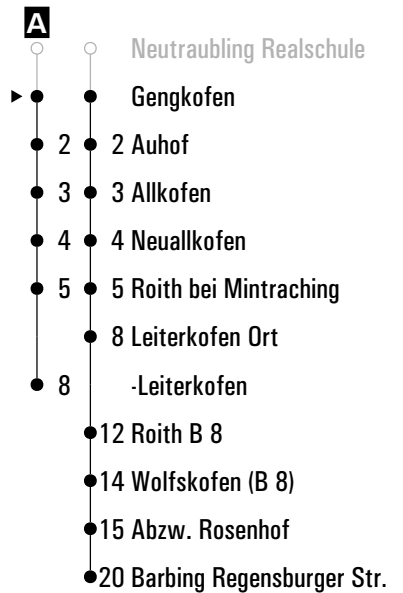 A
Neutraubling Realschule
Gengkofen
2 2 Auhof
3 3 Allkofen
4 4 Neuallkofen
5 5 Roith bei Mintraching
8 Leiterkofen Ort
8 -Leiterkofen
12 Roith B 8
14 Wolfskofen (B 8)
15 Abzw. Rosenhof
20 Barbing Regensburger Str.